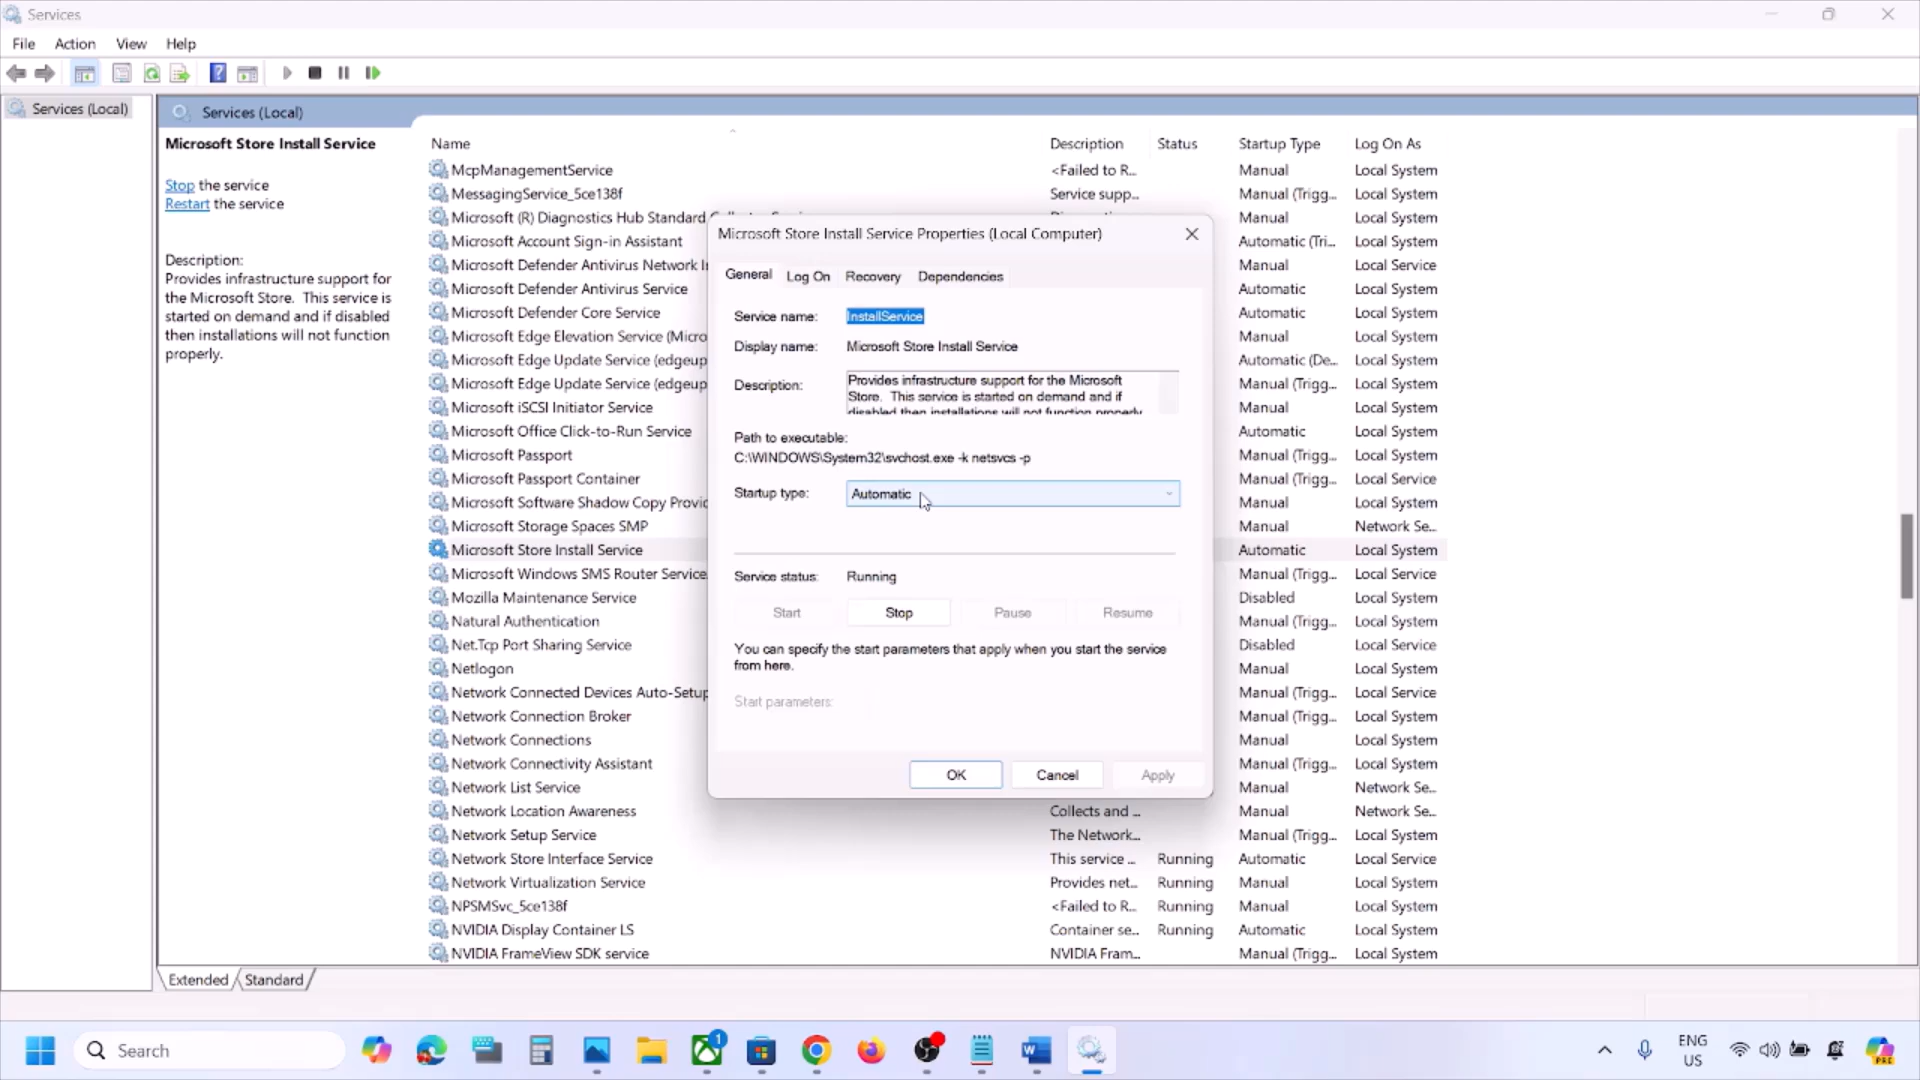 Services
File Action View Help
Services (Local)
Services (Local)
Microsoft Store Install Service
Stop the service
Restart the service
Description:
Provides infrastructure support for
the Microsoft Store. This service is
started on demand and if disabled
then installations will not function
properly.
Name Description Status Startup Type Log On As
McpManagementService <Failed to R... Manual Local System
MessagingService_5ce138f Service supp... Manual (Trigg... Local System
Microsoft (R) Diagnostics Hub Standard Manual Local System
Microsoft Account Sign-in Assistant Automatic (Tri... Local System
Microsoft Defender Antivirus Network I Manual Local Service
Microsoft Defender Antivirus Service Automatic Local System
Microsoft Defender Core Service Automatic Local System
Microsoft Edge Elevation Service (Micro Manual Local System
Microsoft Edge Update Service (edgeup Automatic (De... Local System
Microsoft Edge Update Service (edgeup Manual (Trigg... Local System
Microsoft iSCSI Initiator Service Manual Local System
Microsoft Office Click-to-Run Service Automatic Local System
Microsoft Passport Manual (Trigg... Local System
Microsoft Passport Container Manual (Trigg... Local System
Microsoft Software Shadow Copy Provid Manual Local System
Microsoft Storage Spaces SMP Manual Network Se...
Microsoft Store Install Service Automatic Local System
Microsoft Windows SMS Router Service Manual (Trigg... Local Service
Mozilla Maintenance Service Disabled Local System
Natural Authentication Manual (Trigg... Local System
Net.Tcp Port Sharing Service Disabled Local Service
Netlogon Manual Local System
Network Connected Devices Auto-Setup Manual (Trigg... Local Service
Network Connection Broker Manual (Trigg... Local System
Network Connections Manual Local System
Network Connectivity Assistant Manual (Trigg... Local System
Network List Service Manual Network Se...
Network Location Awareness Collects and ... Manual Network Se...
Network Setup Service The Network... Manual (Trigg... Local System
Network Store Interface Service This service ... Running Automatic Local Service
Network Virtualization Service Provides net... Running Manual Local System
NPSMSvc_5ce138f <Failed to R... Running Manual Local System
NVIDIA Display Container LS Container se... Running Automatic Local System
NVIDIA FrameView SDK service NVIDIA Fram... Manual (Trigg... Local System
Microsoft Store Install Service Properties (Local Computer)
General Log On Recovery Dependencies
Service name: InstallService
Display name: Microsoft Store Install Service
Description: Provides infrastructure support for the Microsoft
Store. This service is started on demand and if
disabled then installations will not function properly
Path to executable:
C:\WINDOWS\System32\svchost.exe -k netsvcs -p
Startup type: Automatic
Service status: Running
Start Stop Pause Resume
You can specify the start parameters that apply when you start the service
from here.
Start parameters:
OK Cancel Apply
Extended Standard
Search
1
ENG
US
PRE